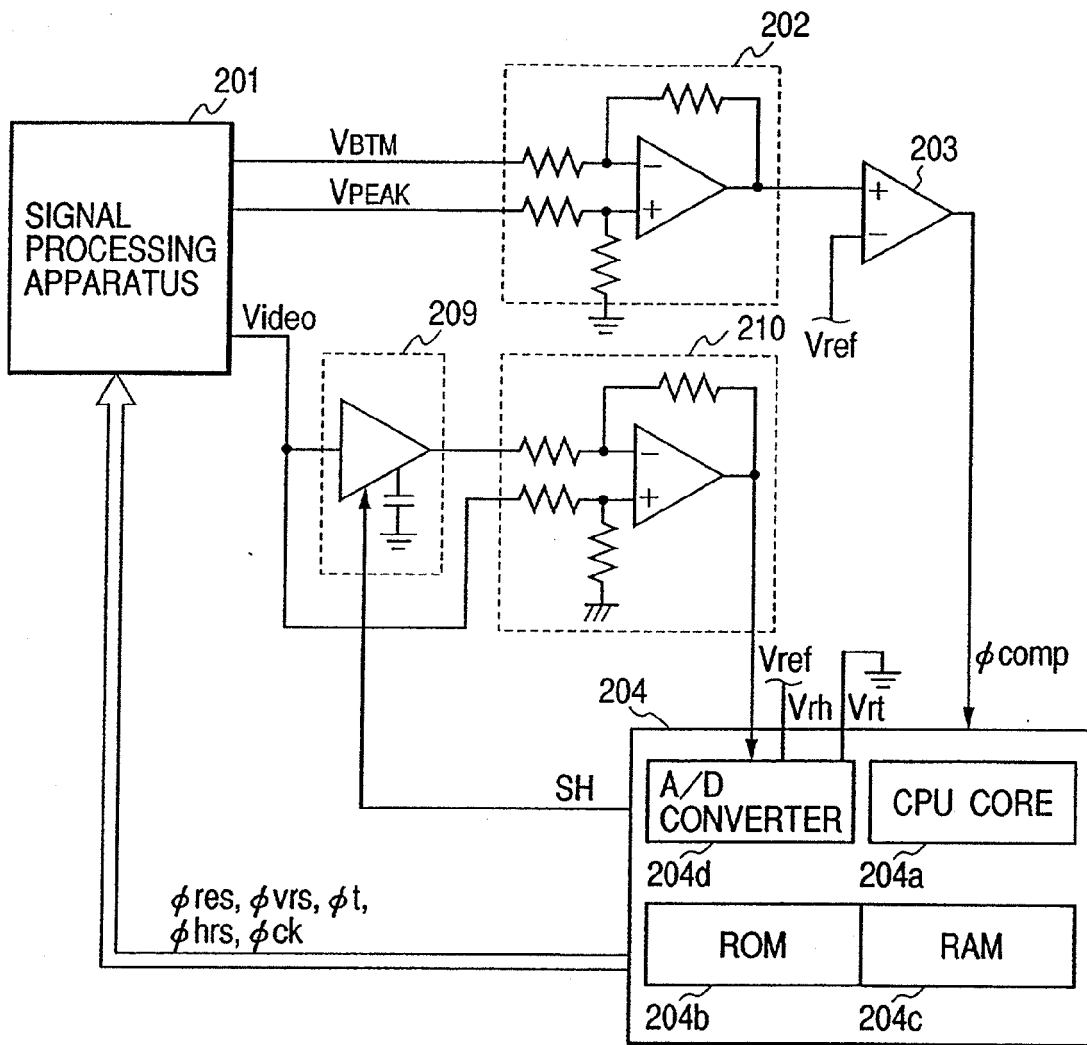 201
SIGNAL
PROCESSING
APPARATUS
VBTM
VPEAK
Video
202
-
+
203
+
-
Vref
209
210
-
+
Vref
Vrh
Vrt
ϕcomp
204
SH
A/D
CONVERTER
204d
CPU CORE
204a
ϕres, ϕvrs, ϕt,
ϕhrs, ϕck
ROM
204b
RAM
204c